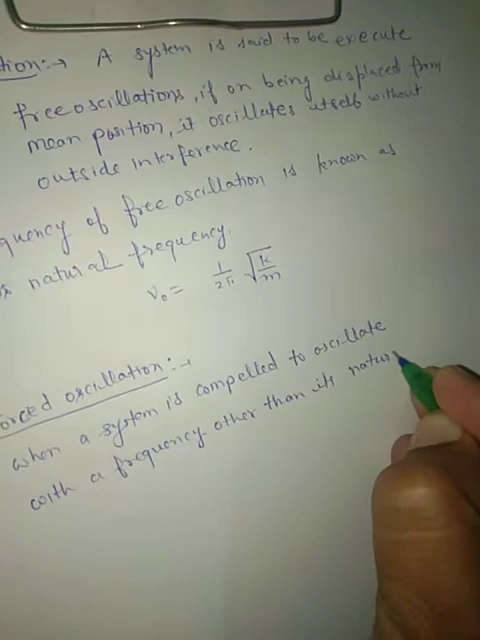 tion:→ A system is said to be execute
free oscillations, if on being displaced from
mean position, it oscillates itself without
outside interference.
quency of free oscillation is known as
natural frequency.
ν₀ = 1/2π √k/m
orced oscillation:→
when a system is compelled to oscillate
with a frequency other than its natur